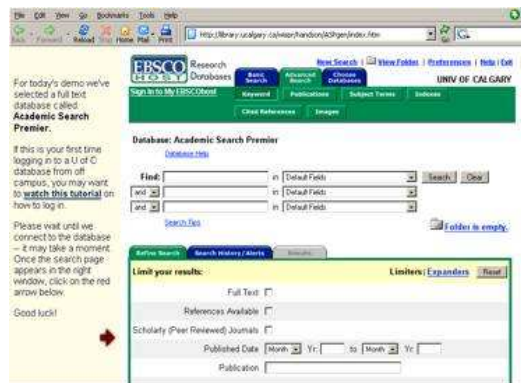 File Edit View Go Bookmarks Tools Help
Back Forward Reload Stop Home Mail Print
New Search | View Folder | Preferences | Help | Exit
EBSCO HOST Research Databases
Basic Search Advanced Search Choose Databases
UNIV OF CALGARY
Sign In to My EBSCOhost
Keyword Publications Subject Terms Indexes
Cited References Images
For today's demo we've
selected a full text
database called
Academic Search
Premier.
If this is your first time
logging in to a U of C
database from off
campus, you may want
to watch this tutorial on
how to log in.
Please wait until we
connect to the database
– it may take a moment.
Once the search page
appears in the right
window, click on the red
arrow below.
Good luck!
Database: Academic Search Premier
Database Help
Find: in Default Fields Search Clear
and in Default Fields
and in Default Fields
Search Tips
Folder is empty.
Refine Search Search History/Alerts Results
Limit your results: Limiters: Expanders Reset
Full Text
References Available
Scholarly (Peer Reviewed) Journals
Published Date Month Yr: to Month Yr:
Publication